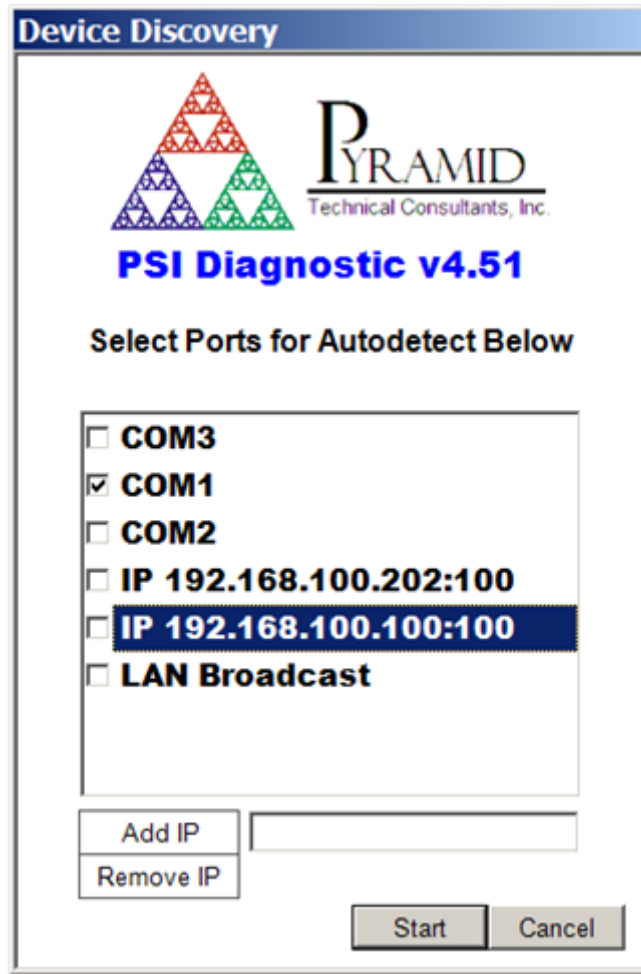 Device Discovery
PYRAMID
Technical Consultants, Inc.
PSI Diagnostic v4.51
Select Ports for Autodetect Below
COM3
COM1
COM2
IP 192.168.100.202:100
IP 192.168.100.100:100
LAN Broadcast
Add IP
Remove IP
Start Cancel